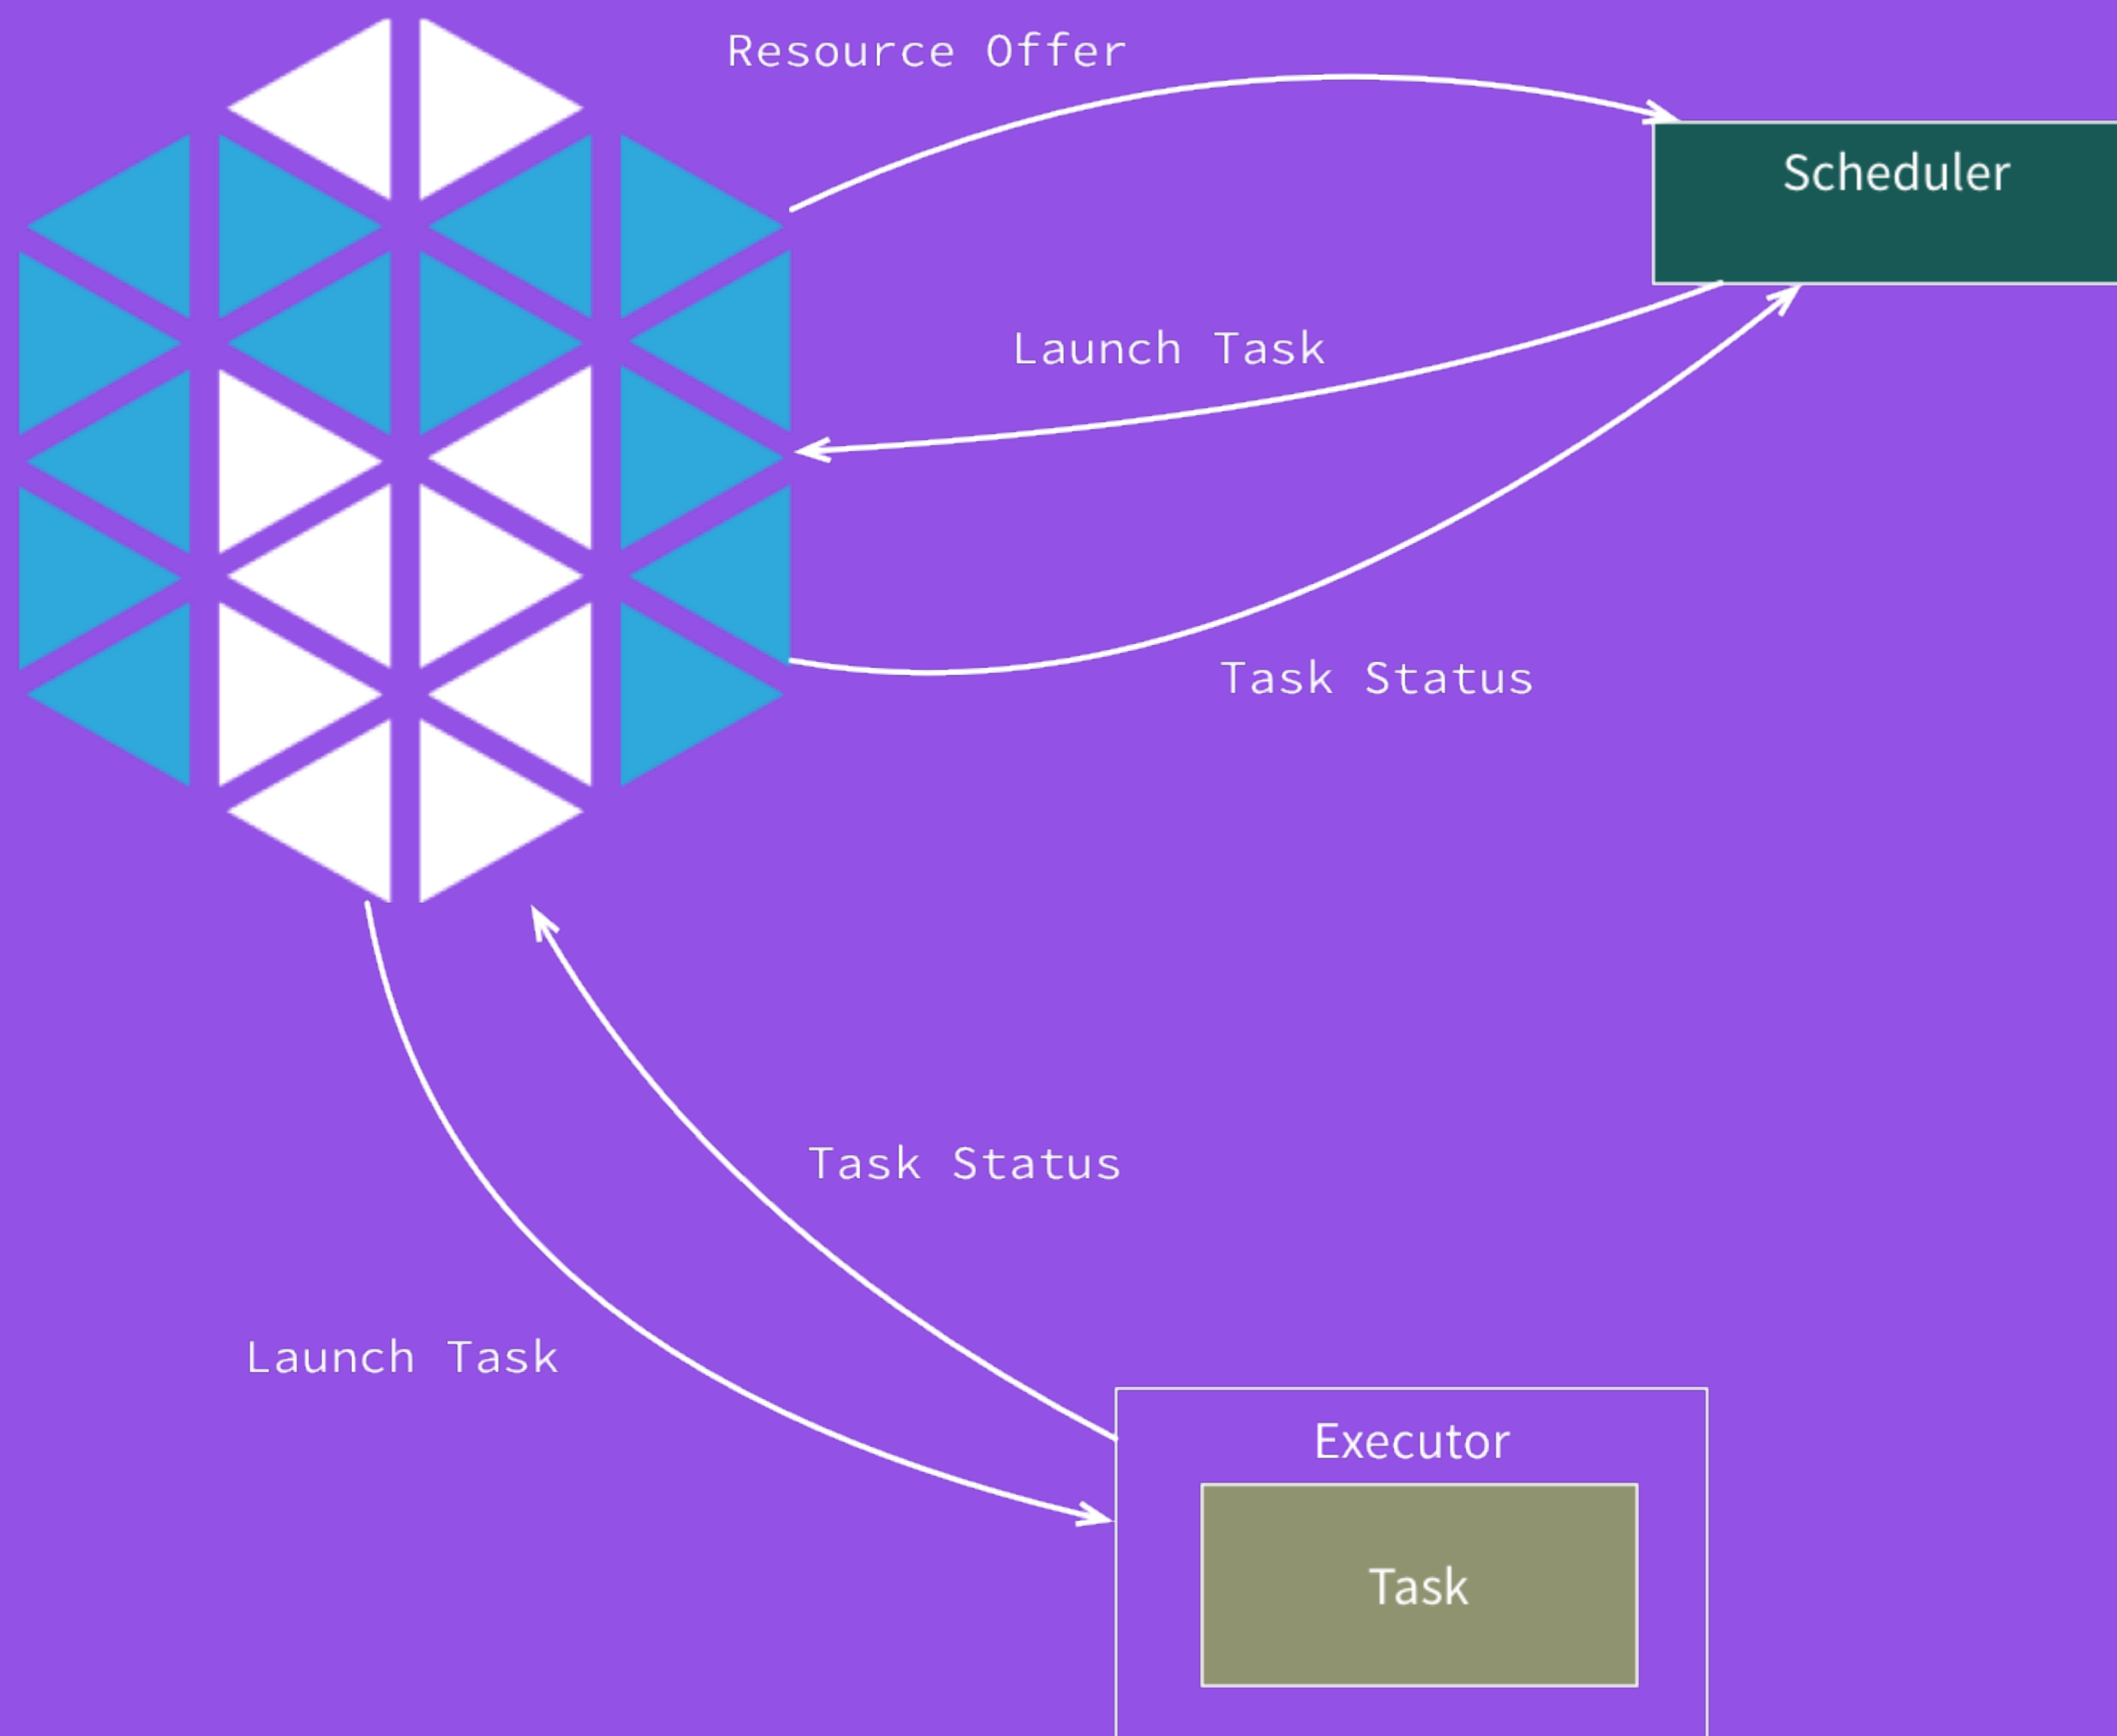 Resource Offer
Scheduler
Launch Task
Task Status
Task Status
Launch Task
Executor
Task